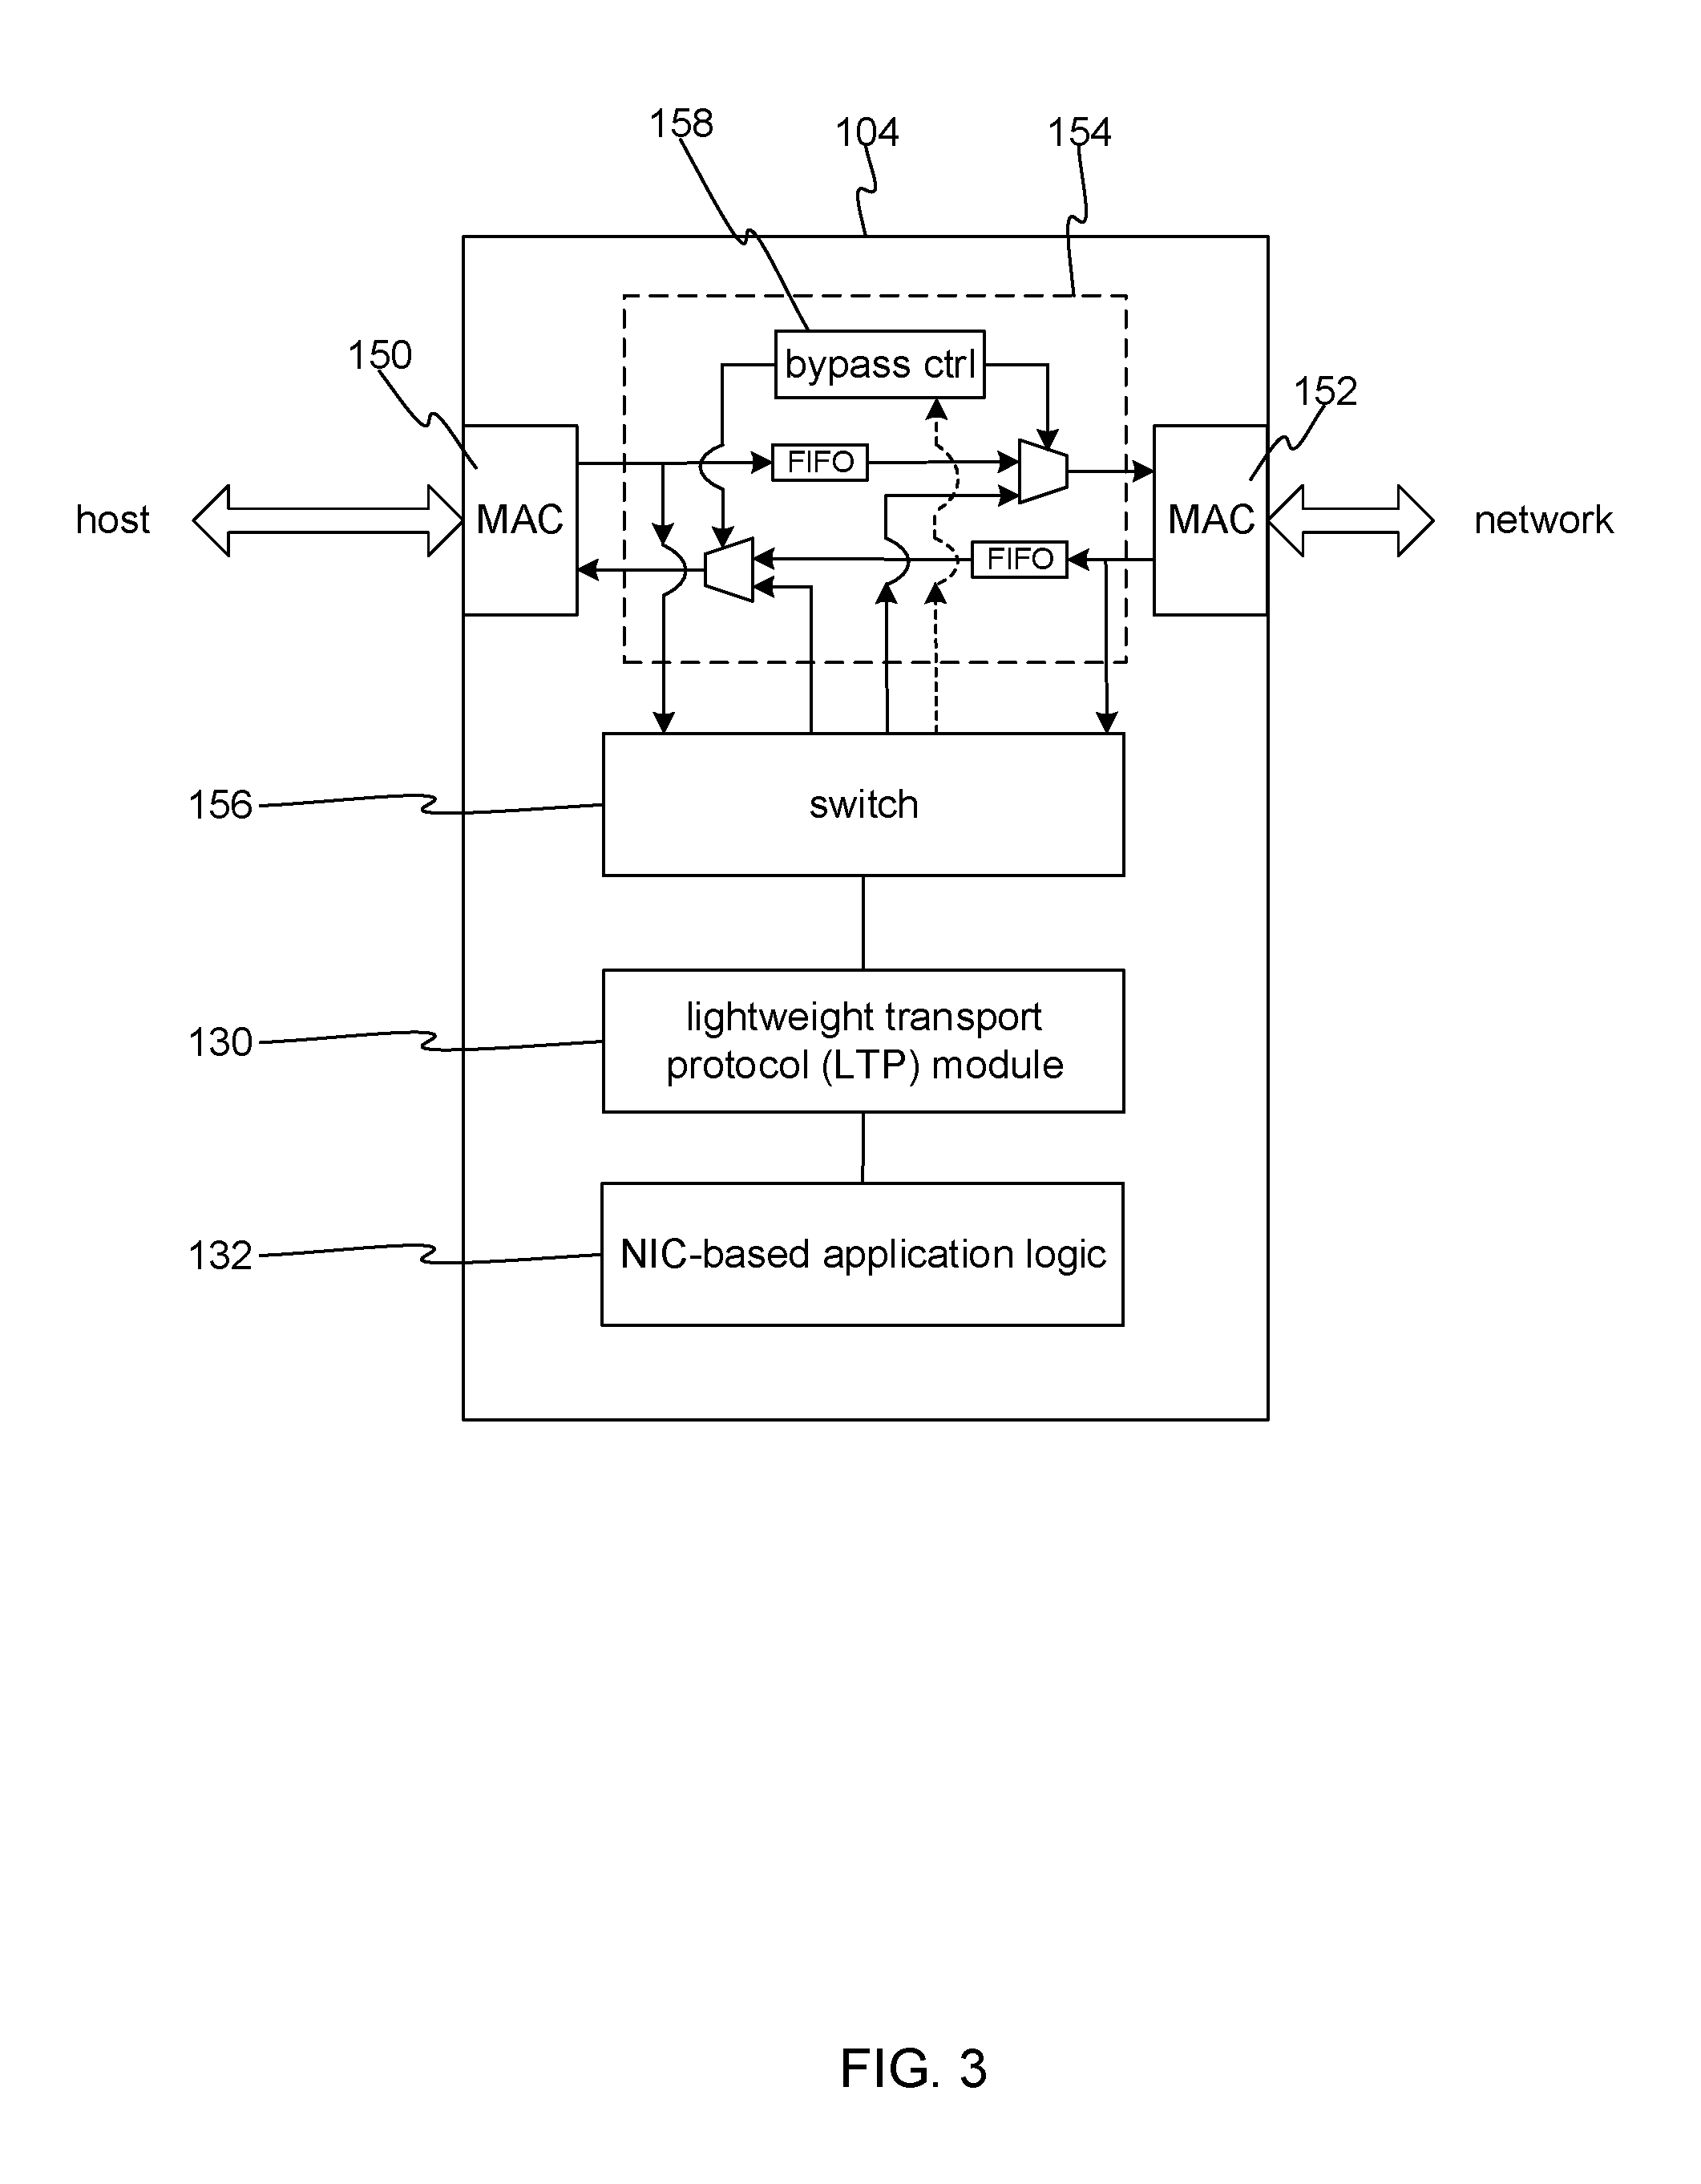 158
104
154
bypass ctrl
150
152
FIFO
host
MAC
MAC
network
FIFO
156
switch
130
lightweight transport
protocol (LTP) module
132
NIC-based application logic
FIG. 3